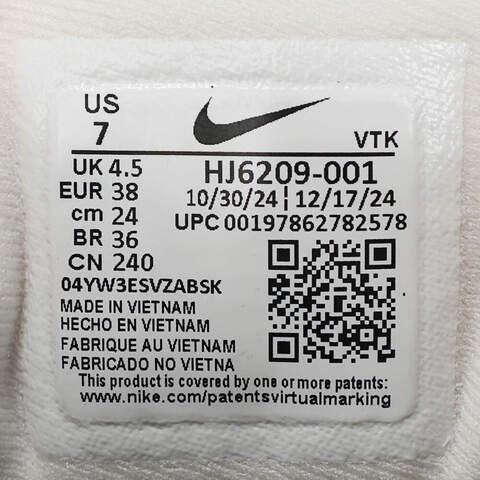 US
7
VTK
UK 4.5
HJ6209-001
EUR 38
10/30/24 | 12/17/24
cm 24
UPC 00197862782578
BR 36
CN 240
04YW3ESVZABSK
MADE IN VIETNAM
HECHO EN VIETNAM
FABRIQUE AU VIETNAM
FABRICADO NO VIETNA
This product is covered by one or more patents:
www.nike.com/patentsvirtualmarking